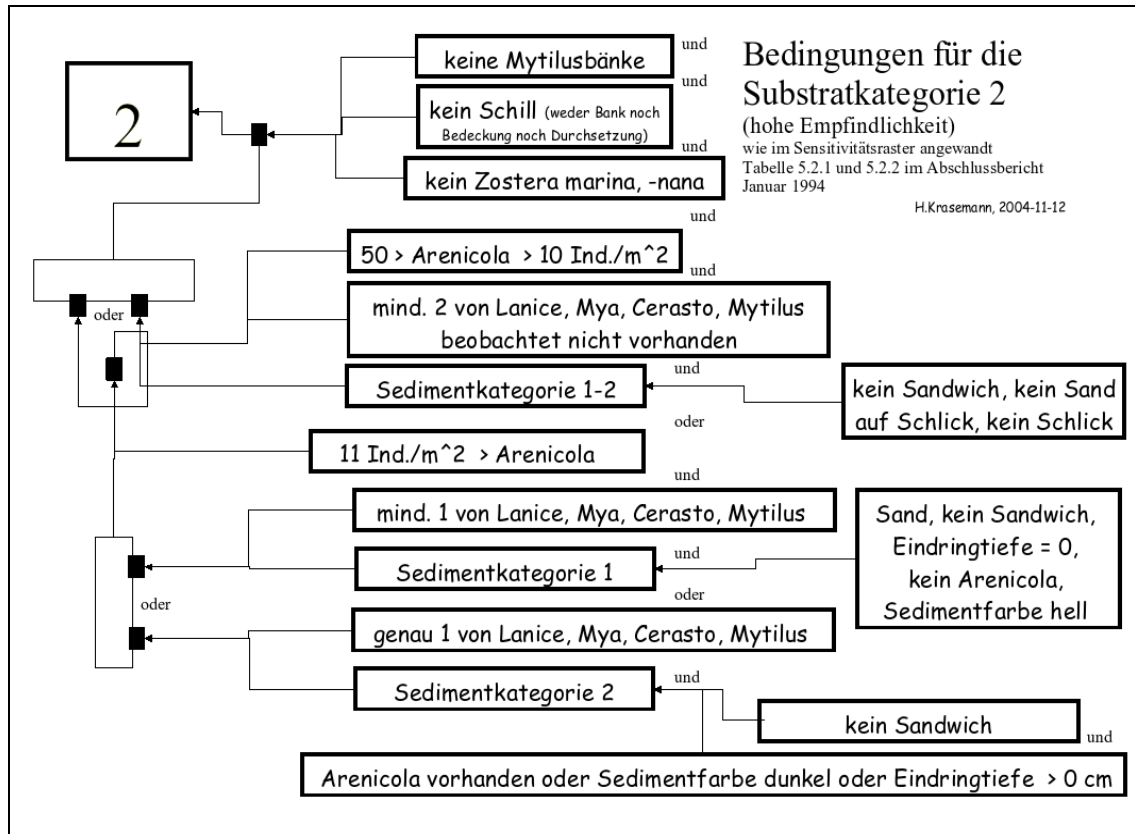 Bedingungen für die
Substratkategorie 2
(hohe Empfindlichkeit)
wie im Sensitivitätsraster angewandt
Tabelle 5.2.1 und 5.2.2 im Abschlussbericht
Januar 1994
H.Krasemann, 2004-11-12
2
keine Mytilusbänke
und
kein Schill (weder Bank noch
Bedeckung noch Durchsetzung)
und
und
kein Zostera marina, -nana
und
50 > Arenicola > 10 Ind./m^2
und
mind. 2 von Lanice, Mya, Cerasto, Mytilus
beobachtet nicht vorhanden
oder
Sedimentkategorie 1-2
und
kein Sandwich, kein Sand
auf Schlick, kein Schlick
oder
11 Ind./m^2 > Arenicola
und
mind. 1 von Lanice, Mya, Cerasto, Mytilus
Sedimentkategorie 1
und
Sand, kein Sandwich,
Eindringtiefe = 0,
kein Arenicola,
Sedimentfarbe hell
oder
oder
genau 1 von Lanice, Mya, Cerasto, Mytilus
Sedimentkategorie 2
und
kein Sandwich
und
Arenicola vorhanden oder Sedimentfarbe dunkel oder Eindringtiefe > 0 cm